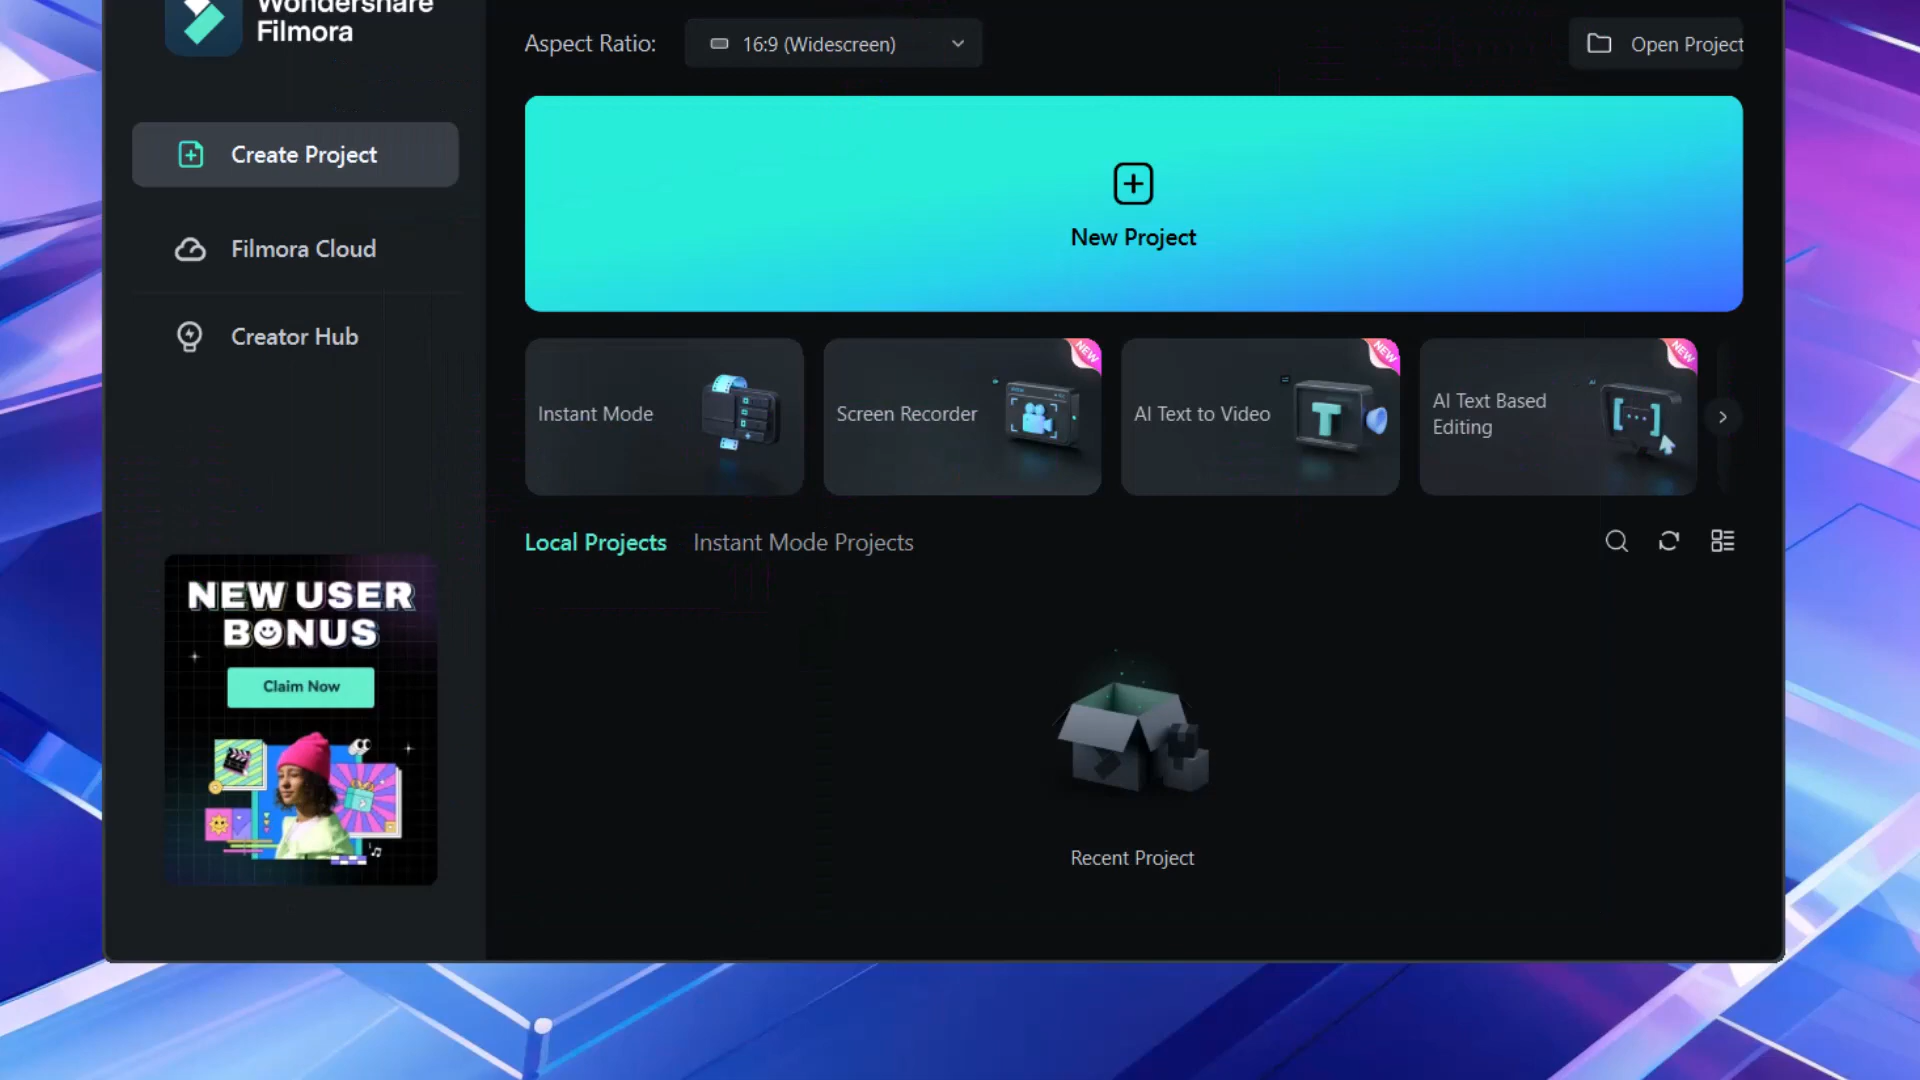 Wondershare
Filmora
Aspect Ratio:
16:9 (Widescreen)
Open Project
Create Project
Filmora Cloud
Creator Hub
New Project
Instant Mode
Screen Recorder
NEW
AI Text to Video
NEW
AI Text Based
Editing
NEW
Local Projects
Instant Mode Projects
NEW USER
BONUS
Claim Now
Recent Project